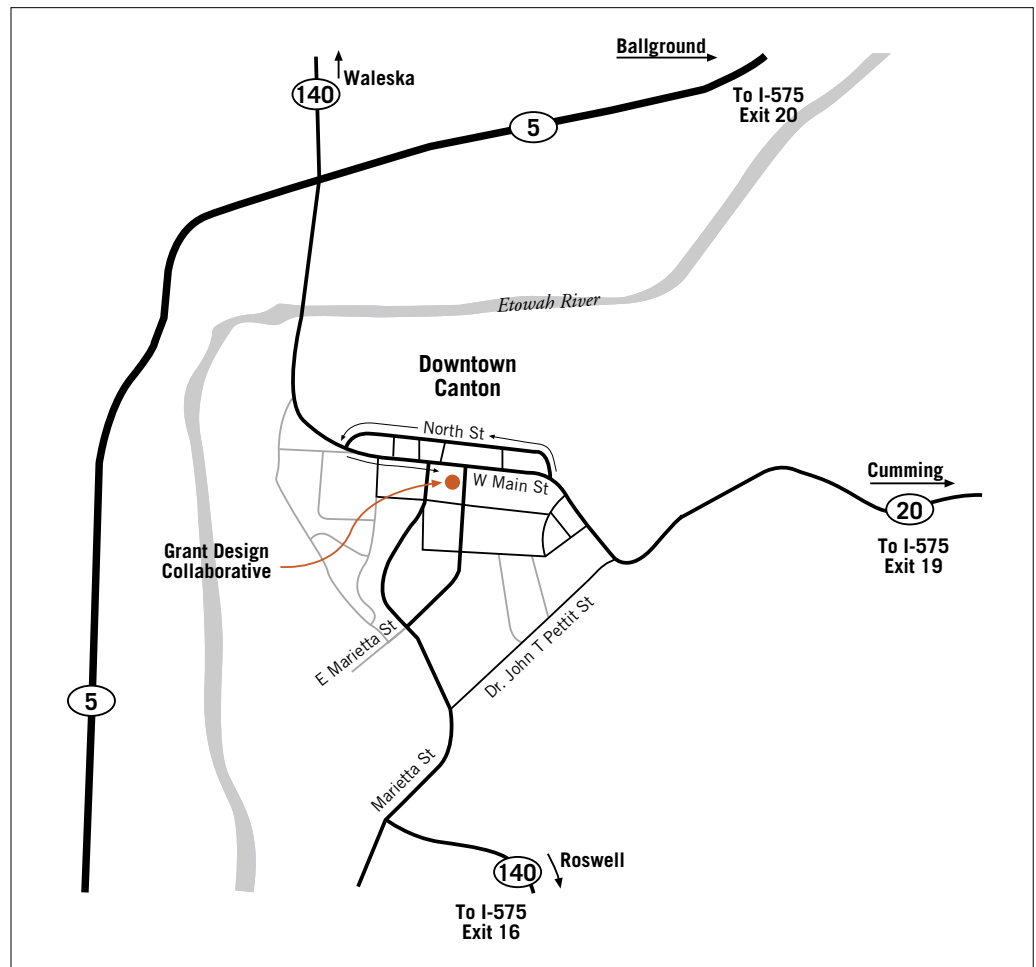 Ballground
Waleska
140
To I-575
Exit 20
5
Etowah River
Downtown
Canton
North St
W Main St
Cumming
20
To I-575
Exit 19
Grant Design
Collaborative
E Marietta St
Dr. John T Pettit St
5
Marietta St
Roswell
140
To I-575
Exit 16